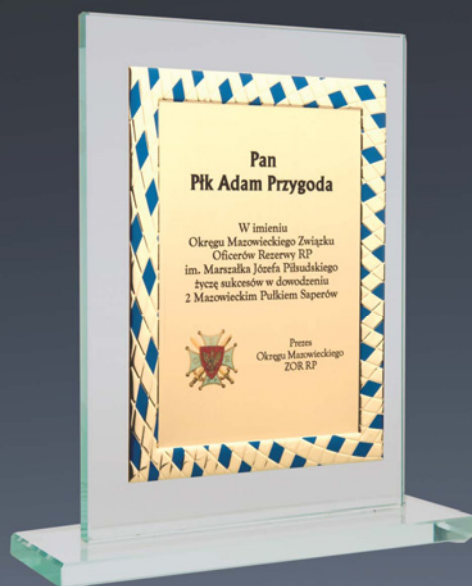 Pan
Płk Adam Przygoda
W imieniu
Okręgu Mazowieckiego Związku
Oficerów Rezerwy RP
im. Marszałka Józefa Piłsudskiego
życzę sukcesów w dowodzeniu
2 Mazowieckim Pułkiem Saperów
Prezes
Okręgu Mazowieckiego
ZOR RP